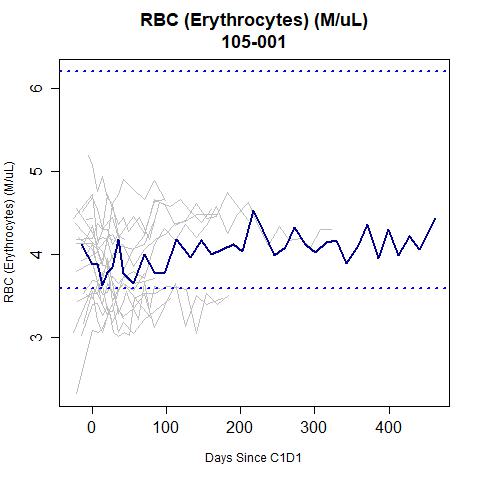 RBC (Erythrocytes) (M/uL)
105-001
RBC (Erythrocytes) (M/uL)
6
5
4
3
0 100 200 300 400
Days Since C1D1